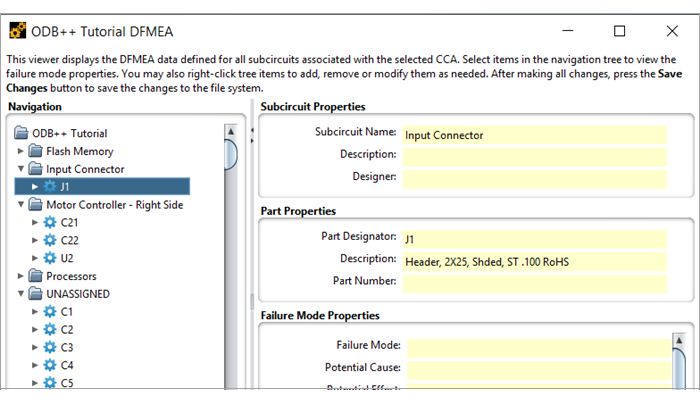 ODB++ Tutorial DFMEA
This viewer displays the DFMEA data defined for all subcircuits associated with the selected CCA. Select items in the navigation tree to view the
failure mode properties. You may also right-click tree items to add, remove or modify them as needed. After making all changes, press the Save
Changes button to save the changes to the file system.
Navigation
ODB++ Tutorial
Flash Memory
Input Connector
J1
Motor Controller - Right Side
C21
C22
U2
Processors
UNASSIGNED
C1
C2
C3
C4
C5
Subcircuit Properties
Subcircuit Name: Input Connector
Description:
Designer:
Part Properties
Part Designator: J1
Description: Header, 2X25, Shded, ST .100 RoHS
Part Number:
Failure Mode Properties
Failure Mode:
Potential Cause:
Potential Effect: